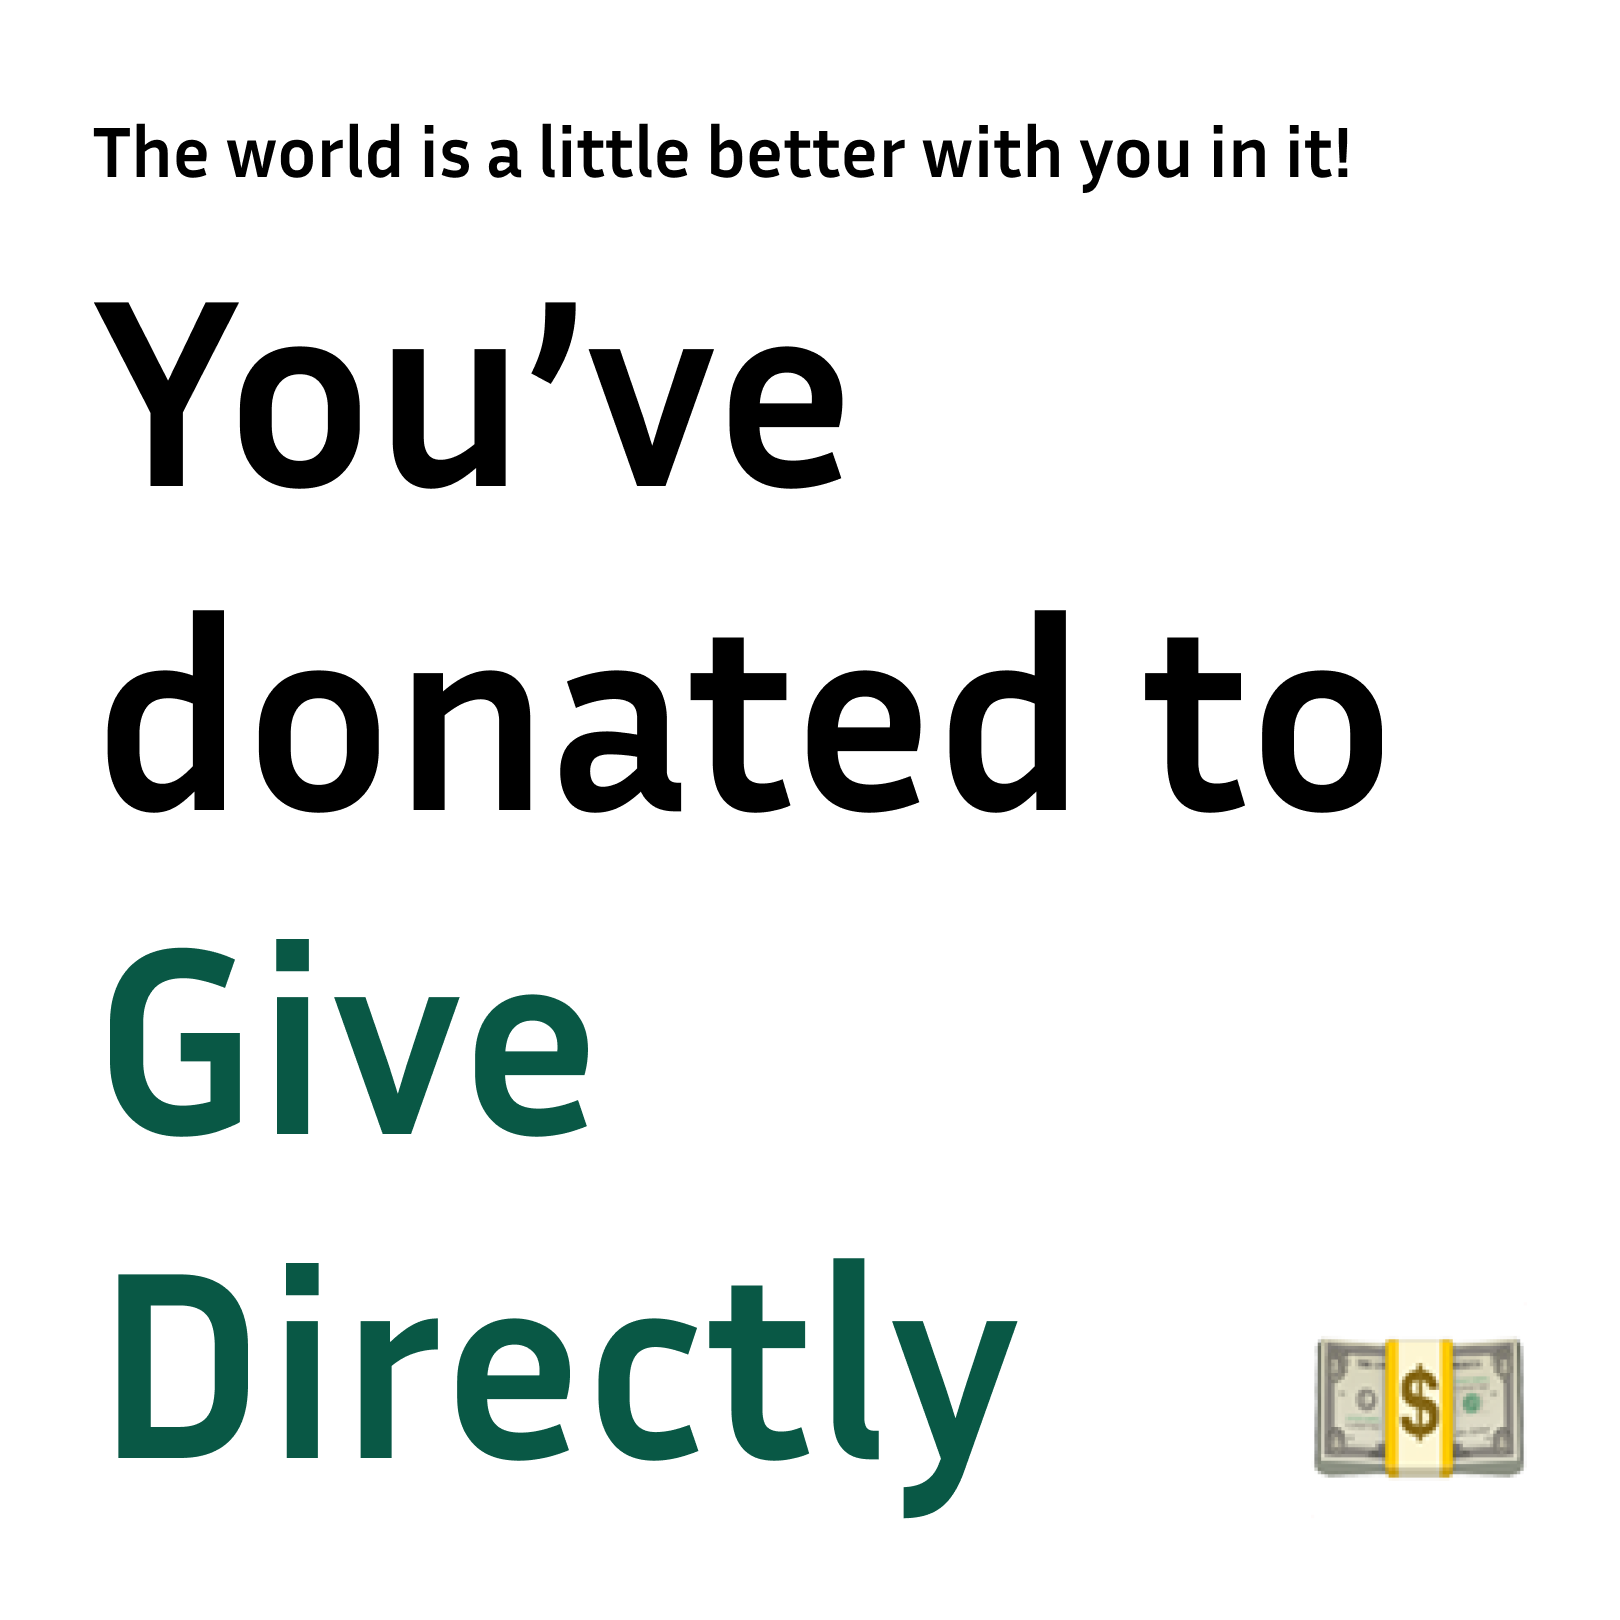 The world is a little better with you in it!
You’ve
donated to
Give
Directly
$